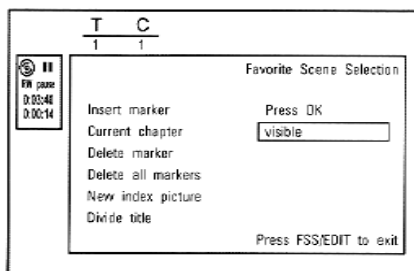 T C
1 1
RW pause
0:03:48
0:00:14
Favorite Scene Selection
Insert marker Press OK
Current chapter visible
Delete marker
Delete all markers
New index picture
Divide title
Press FSS/EDIT to exit